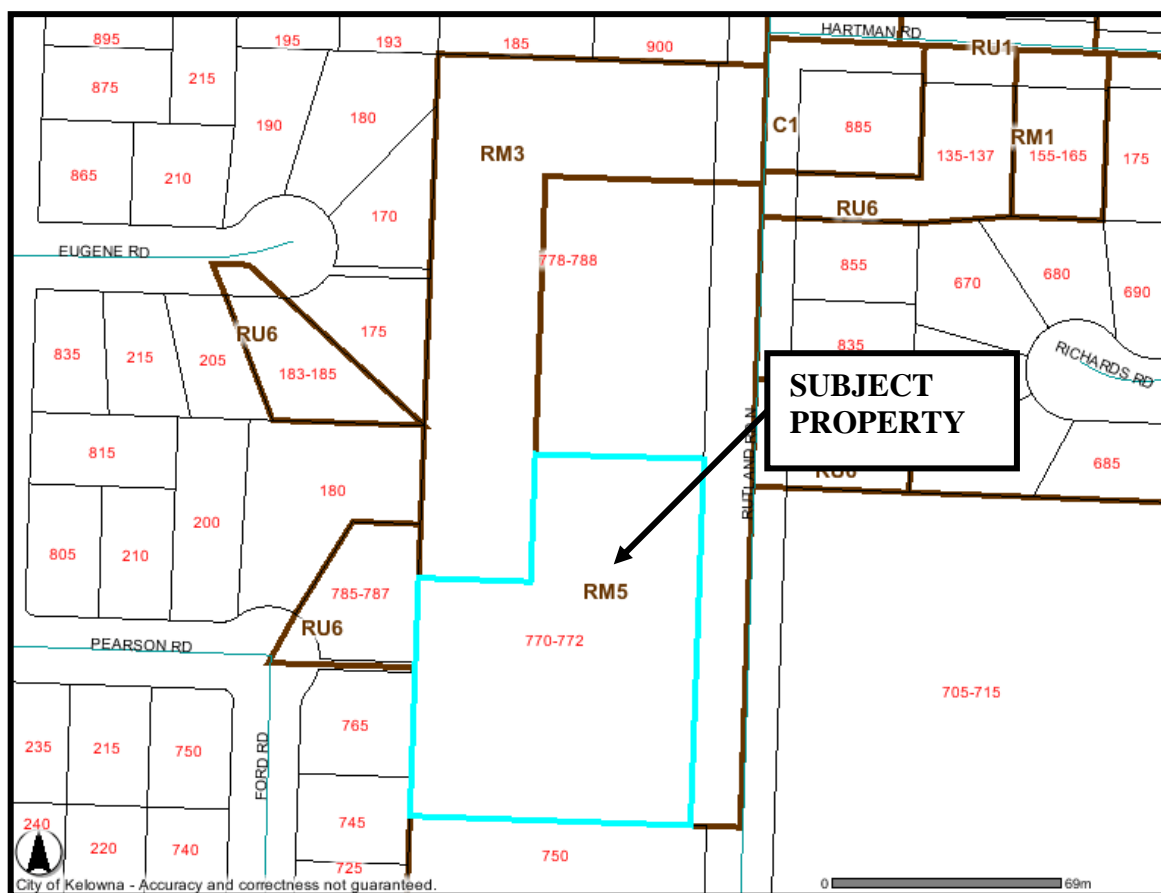 895
195
193
185
900
HARTMAN RD
RU1
875
215
190
180
C1
885
RM1
135-137
155-165
175
RM3
865
210
170
RU6
EUGENE RD
778-788
855
670
680
690
835
215
205
RU6
183-185
175
835
RICHARDS RD
SUBJECT
PROPERTY
RUTLAND RD N
815
180
685
200
805
210
785-787
RM5
RU6
PEARSON RD
770-772
705-715
765
235
215
750
FORD RD
240
220
740
745
725
750
City of Kelowna - Accuracy and correctness not guaranteed.
0
69m